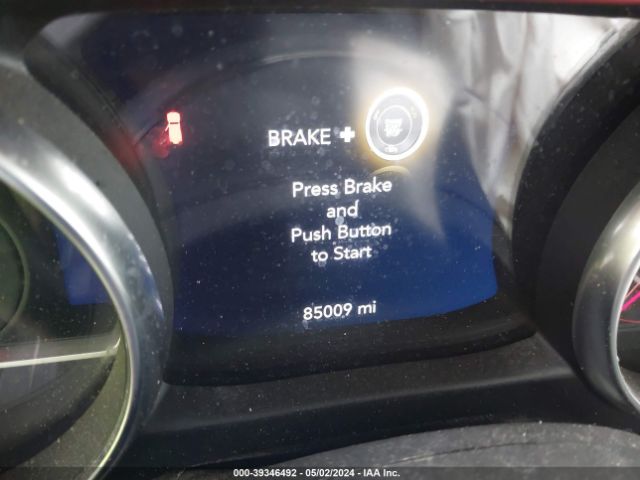 BRAKE +
Press Brake
and
Push Button
to Start
85009 mi
000-39346492 - 05/02/2024 - IAA Inc.